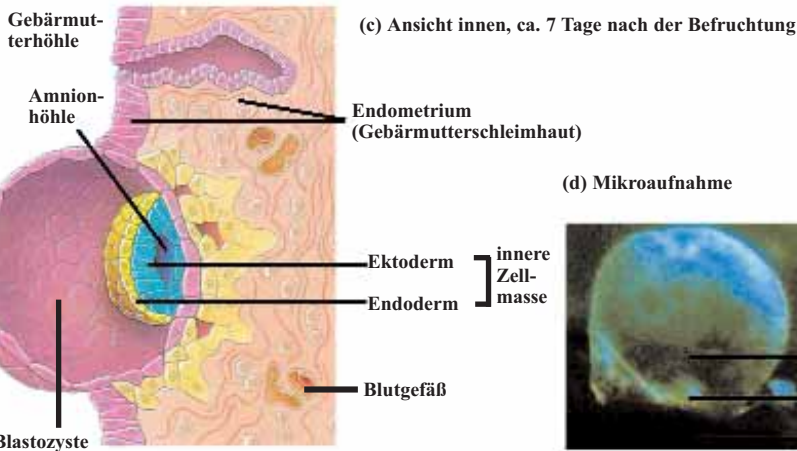 Gebärmut-
terhöhle
(c) Ansicht innen, ca. 7 Tage nach der Befruchtung
Amnion-
höhle
Endometrium
(Gebärmutterschleimhaut)
(d) Mikroaufnahme
Ektoderm
Endoderm
innere
Zell-
masse
Blutgefäß
Blastozyste